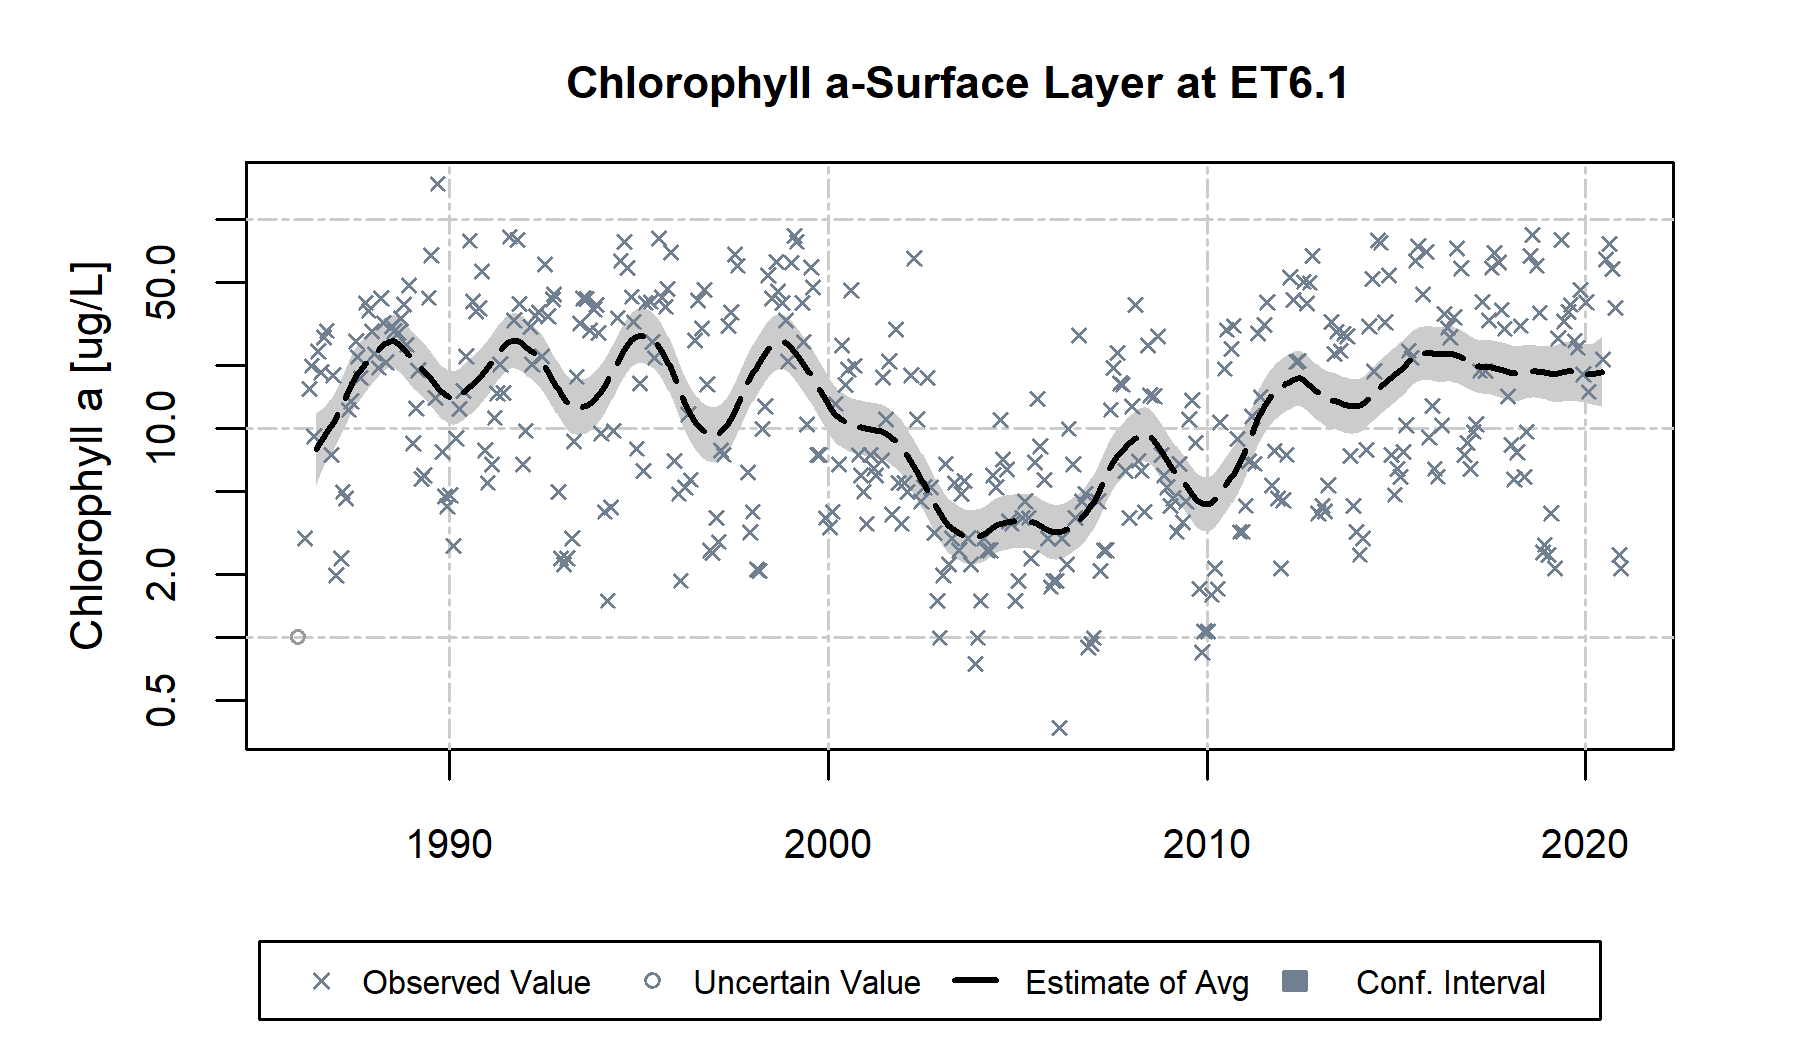 Chlorophyll a-Surface Layer at ET6.1
Chlorophyll a [ug/L]
50.0
10.0
2.0
0.5
1990 2000 2010 2020
Observed Value Uncertain Value Estimate of Avg Conf. Interval